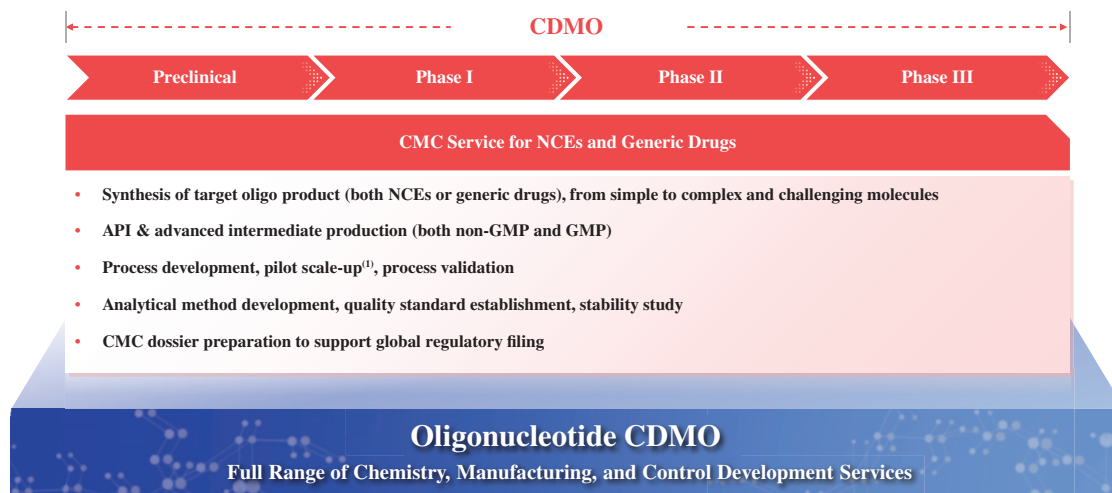 CDMO
Preclinical
Phase I
Phase II
Phase III
CMC Service for NCEs and Generic Drugs
• Synthesis of target oligo product (both NCEs or generic drugs), from simple to complex and challenging molecules
• API & advanced intermediate production (both non-GMP and GMP)
• Process development, pilot scale-up(1), process validation
• Analytical method development, quality standard establishment, stability study
• CMC dossier preparation to support global regulatory filing
Oligonucleotide CDMO
Full Range of Chemistry, Manufacturing, and Control Development Services